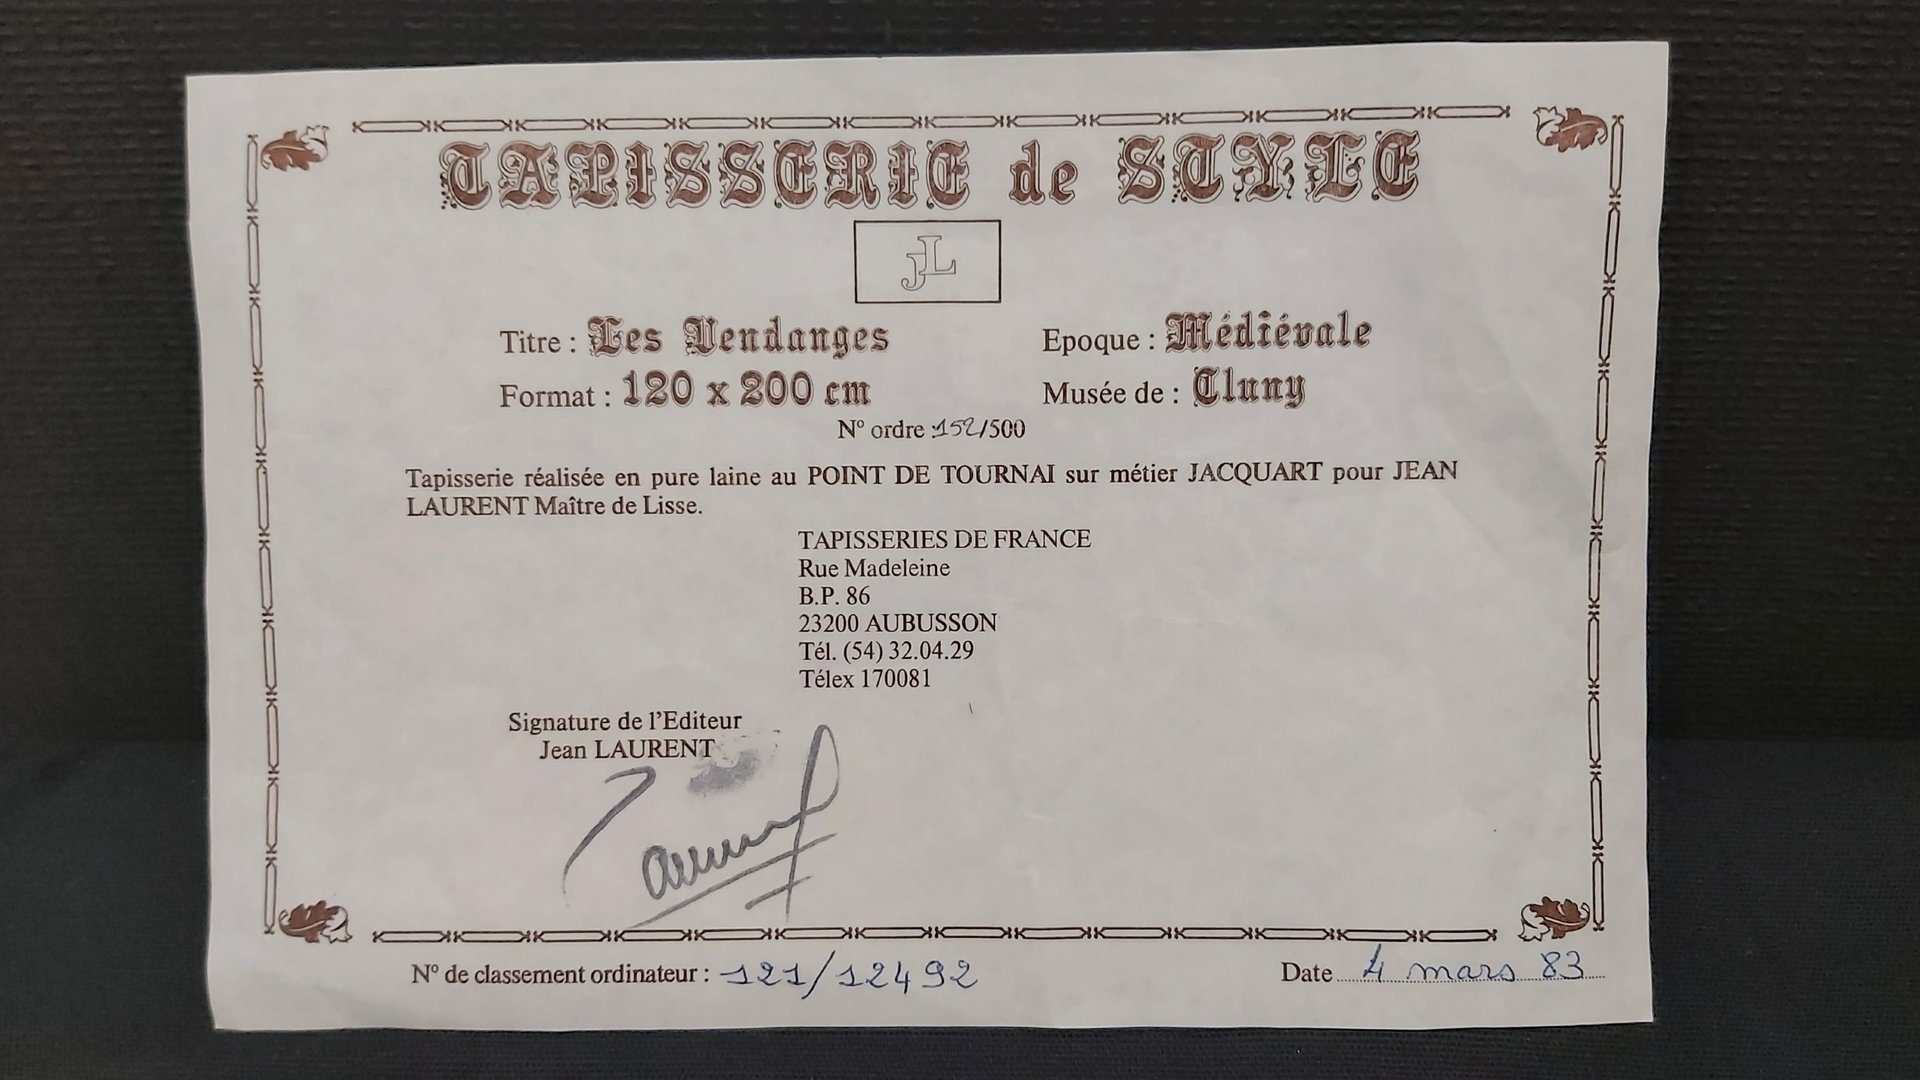 TAPISSERIE de STYLE
JL
Titre : Les Vendanges
Epoque : Médiévale
Format : 120 x 200 cm
Musée de : Cluny
N° ordre :152/500
Tapisserie réalisée en pure laine au POINT DE TOURNAI sur métier JACQUART pour JEAN
LAURENT Maître de Lisse.
TAPISSERIES DE FRANCE
Rue Madeleine
B.P. 86
23200 AUBUSSON
Tél. (54) 32.04.29
Télex 170081
Signature de l'Editeur
Jean LAURENT
N° de classement ordinateur : 121/12492
Date 4 mars 83